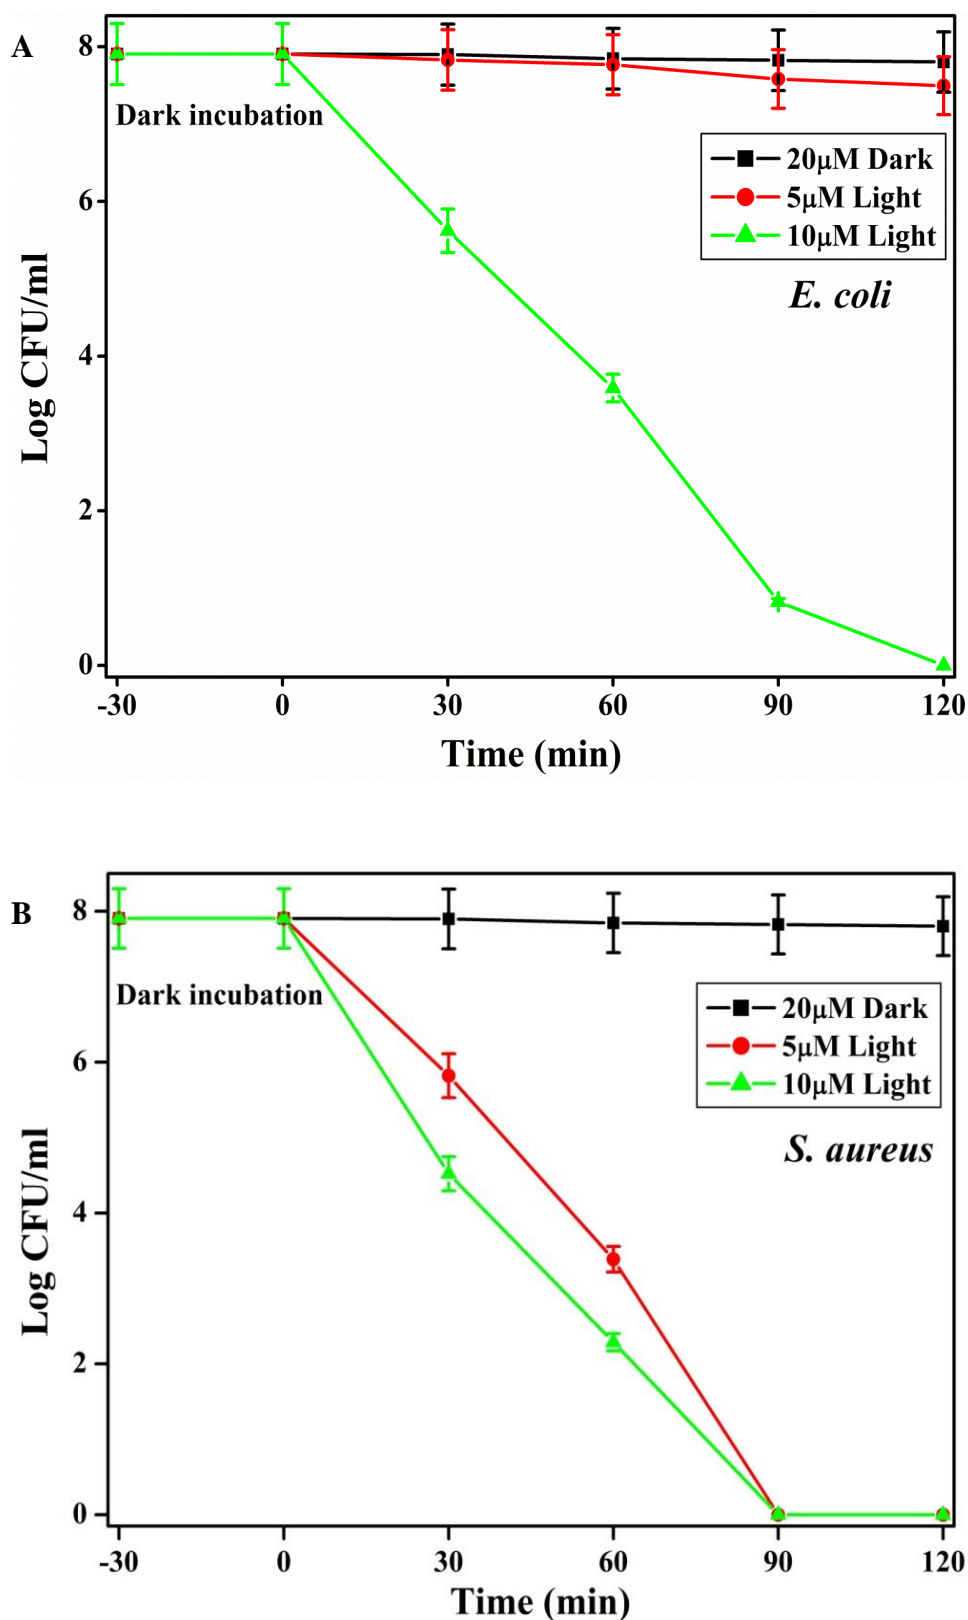 A
8
Dark incubation
20μM Dark
5μM Light
10μM Light
6
E. coli
Log CFU/ml
4
2
0
-30 0 30 60 90 120
Time (min)
B
8
Dark incubation
20μM Dark
5μM Light
10μM Light
6
S. aureus
Log CFU/ml
4
2
0
-30 0 30 60 90 120
Time (min)